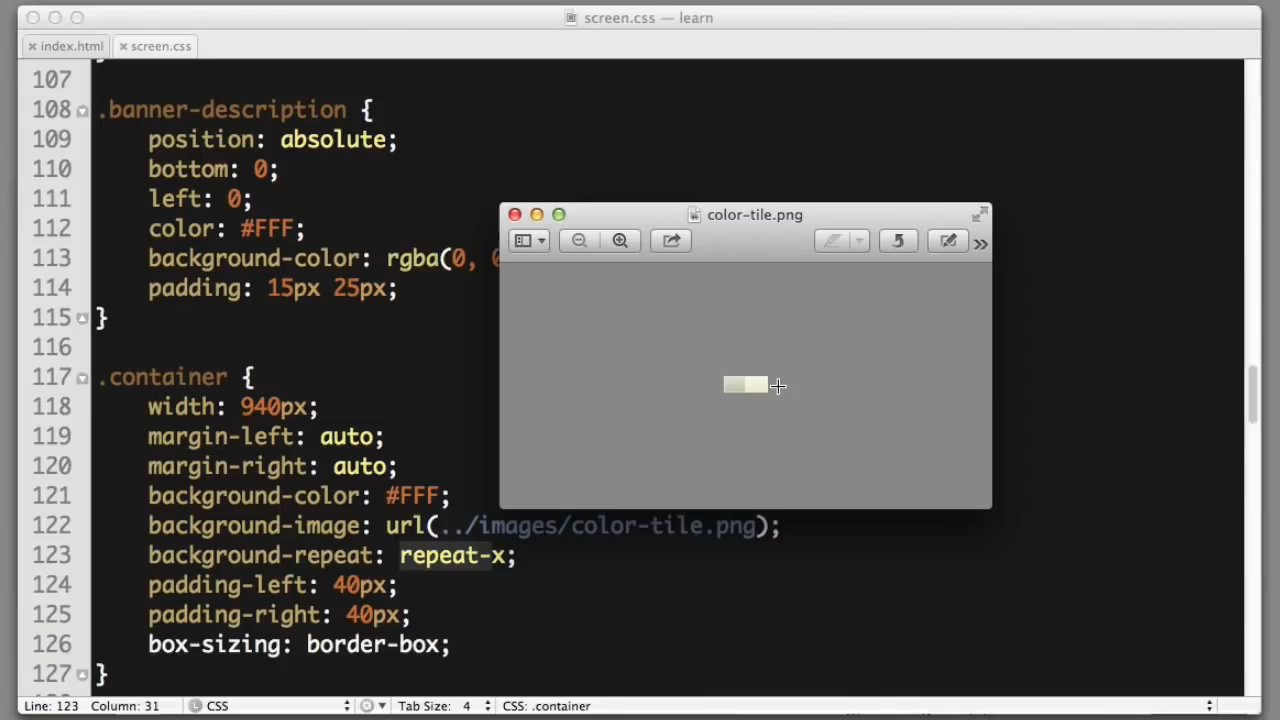 screen.css — learn
index.html
screen.css
107
108 .banner-description {
109 position: absolute;
110 bottom: 0;
111 left: 0;
112 color: #FFF;
113 background-color: rgba(0,
114 padding: 15px 25px;
115 }
116
117 .container {
118 width: 940px;
119 margin-left: auto;
120 margin-right: auto;
121 background-color: #FFF;
122 background-image: url(../images/color-tile.png);
123 background-repeat: repeat-x;
124 padding-left: 40px;
125 padding-right: 40px;
126 box-sizing: border-box;
127 }
color-tile.png
Line: 123 Column: 31 CSS Tab Size: 4 CSS: .container